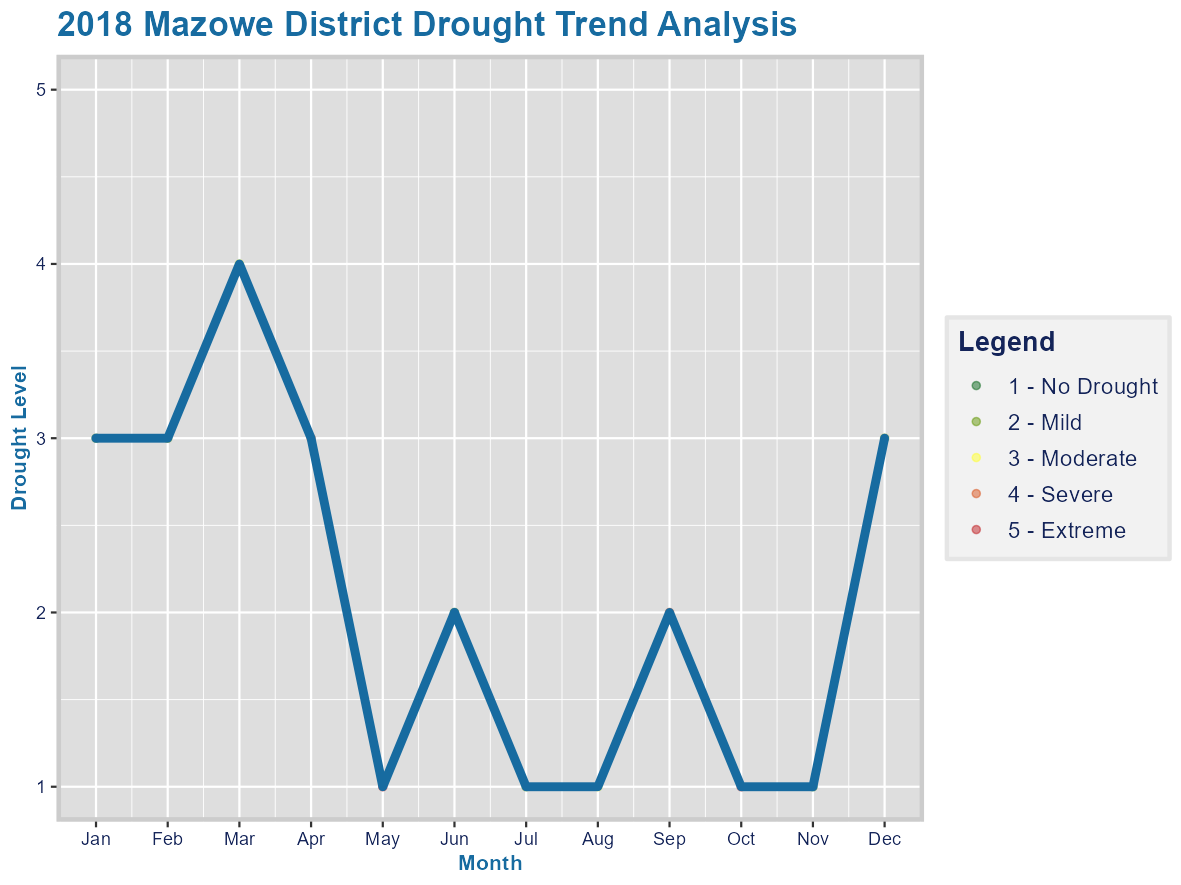 2018 Mazowe District Drought Trend Analysis
5
4
3
2
1
Drought Level
Jan Feb Mar Apr May Jun Jul Aug Sep Oct Nov Dec
Month
Legend
1 - No Drought
2 - Mild
3 - Moderate
4 - Severe
5 - Extreme